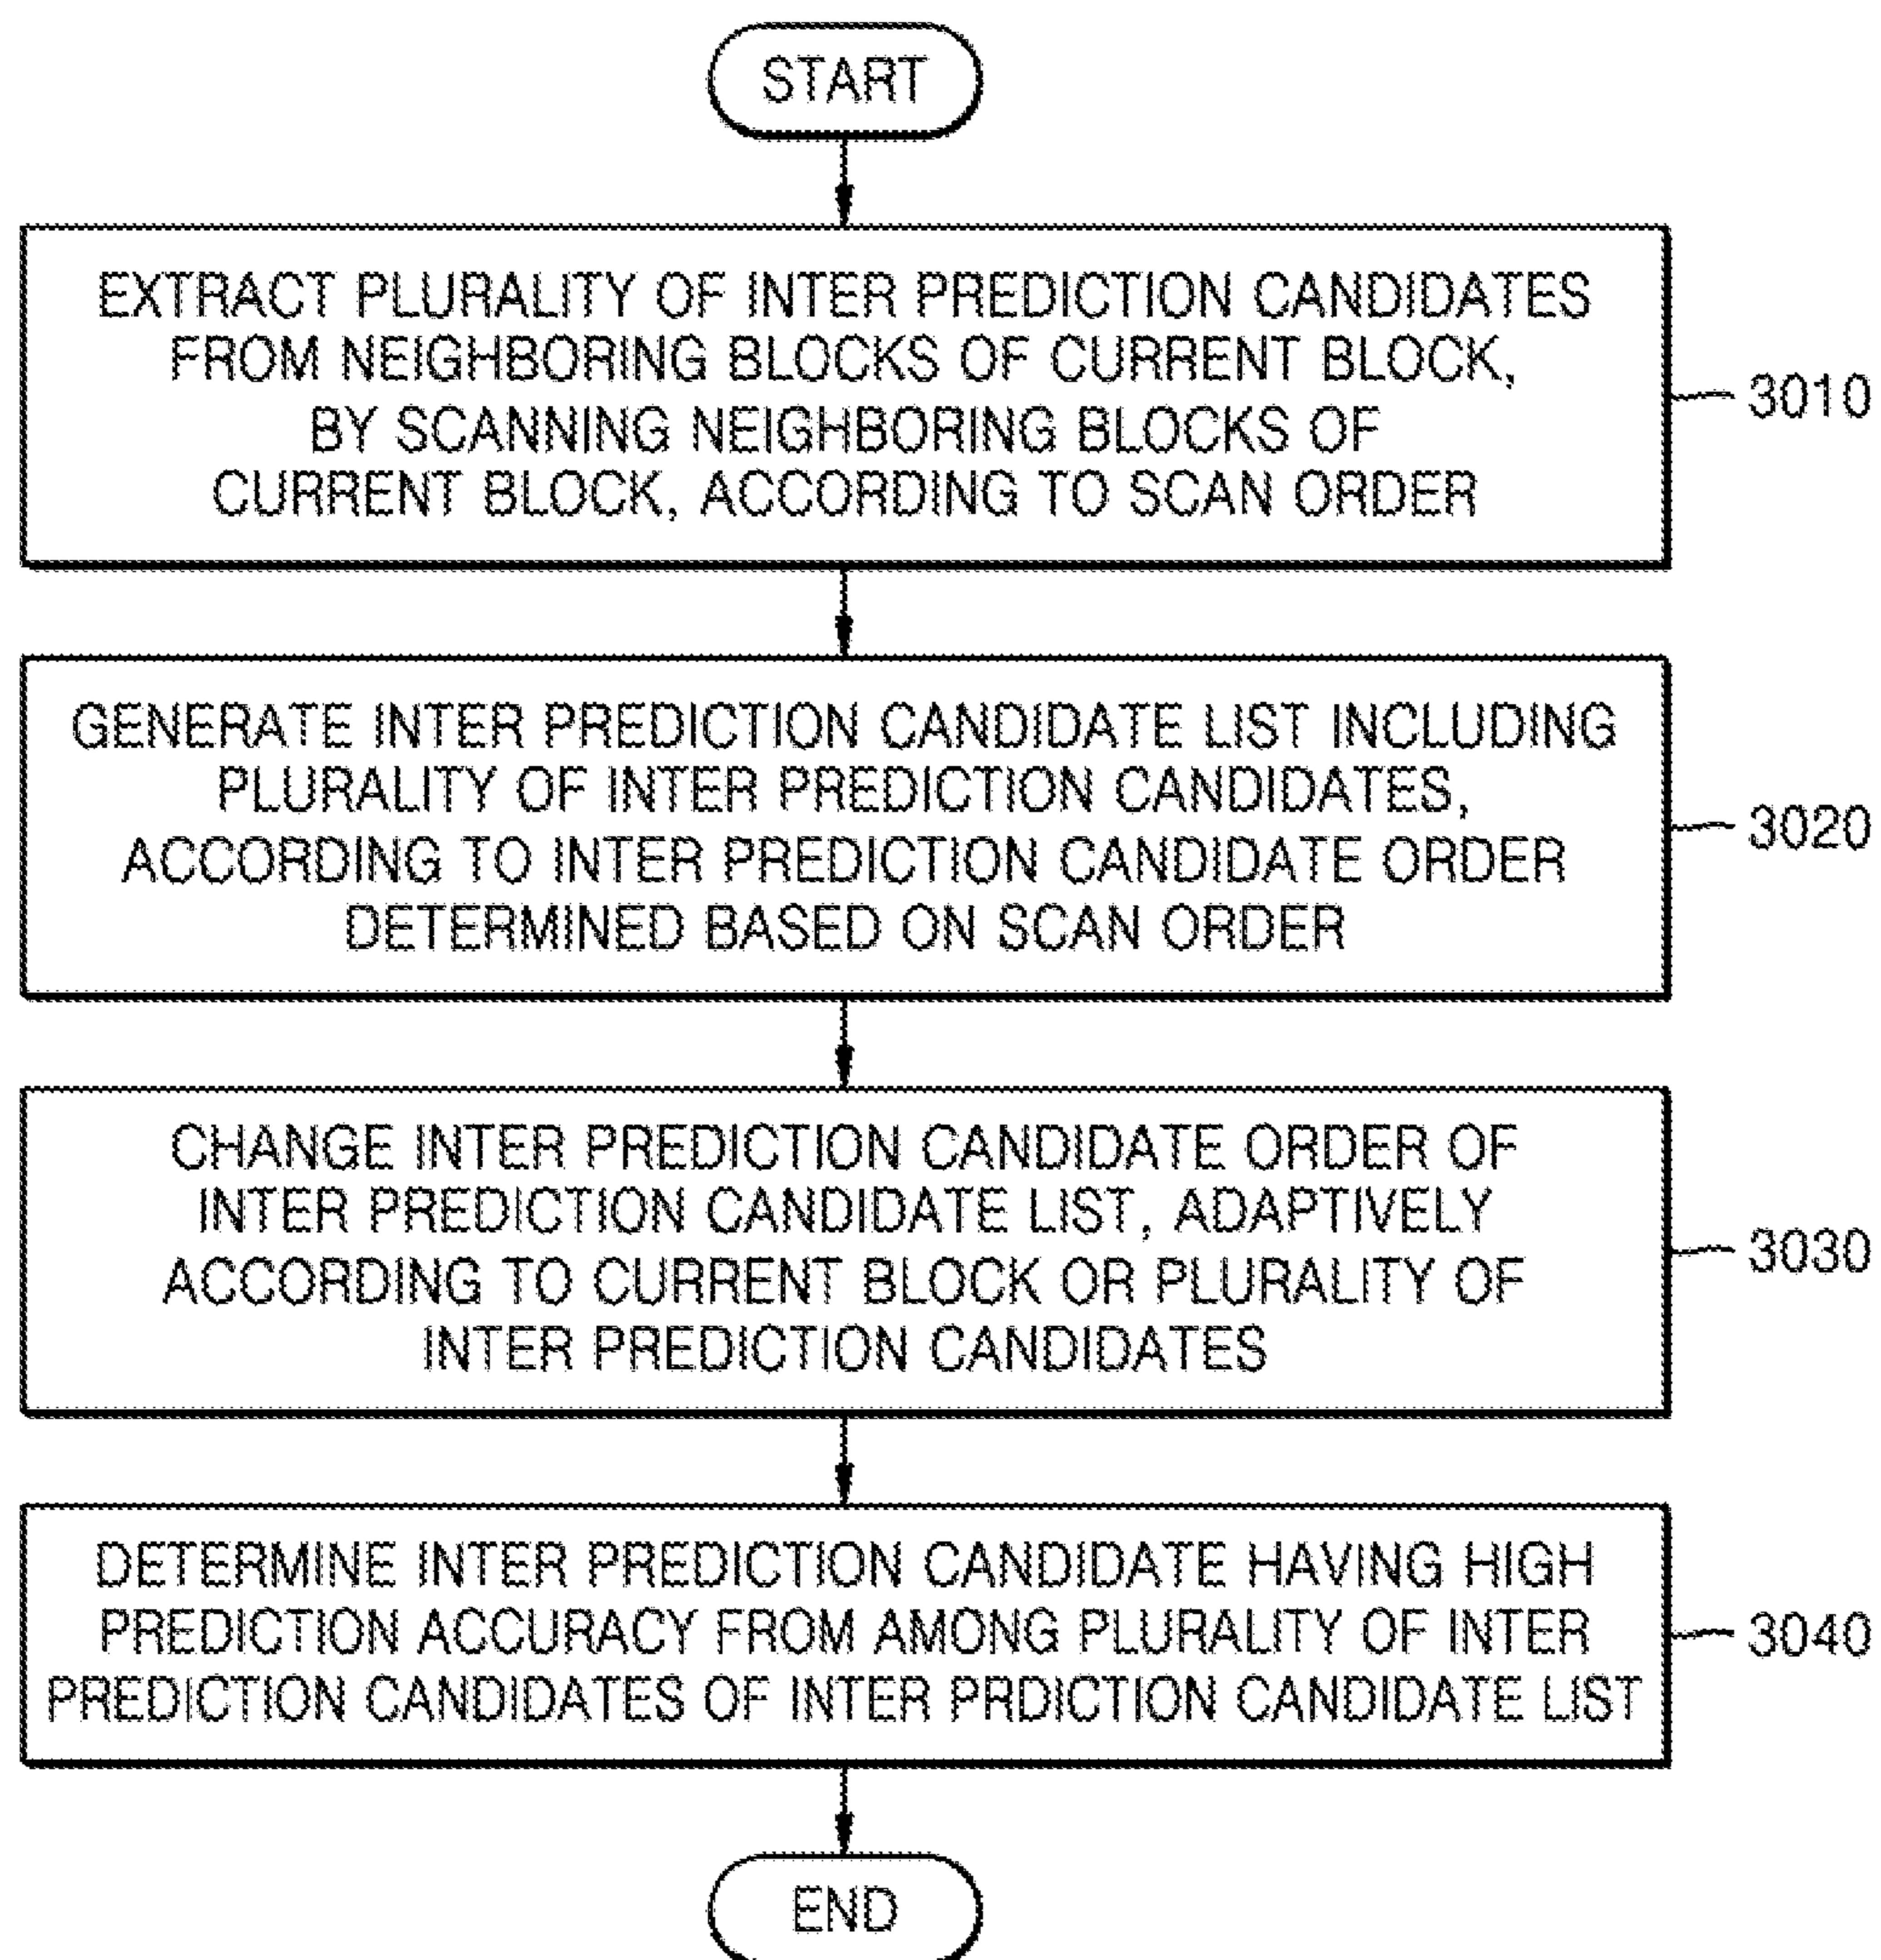 START
EXTRACT PLURALITY OF INTER PREDICTION CANDIDATES
FROM NEIGHBORING BLOCKS OF CURRENT BLOCK,
BY SCANNING NEIGHBORING BLOCKS OF
CURRENT BLOCK, ACCORDING TO SCAN ORDER
3010
GENERATE INTER PREDICTION CANDIDATE LIST INCLUDING
PLURALITY OF INTER PREDICTION CANDIDATES,
ACCORDING TO INTER PREDICTION CANDIDATE ORDER
DETERMINED BASED ON SCAN ORDER
3020
CHANGE INTER PREDICTION CANDIDATE ORDER OF
INTER PREDICTION CANDIDATE LIST, ADAPTIVELY
ACCORDING TO CURRENT BLOCK OR PLURALITY OF
INTER PREDICTION CANDIDATES
3030
DETERMINE INTER PREDICTION CANDIDATE HAVING HIGH
PREDICTION ACCURACY FROM AMONG PLURALITY OF INTER
PREDICTION CANDIDATES OF INTER PRDICTION CANDIDATE LIST
3040
END